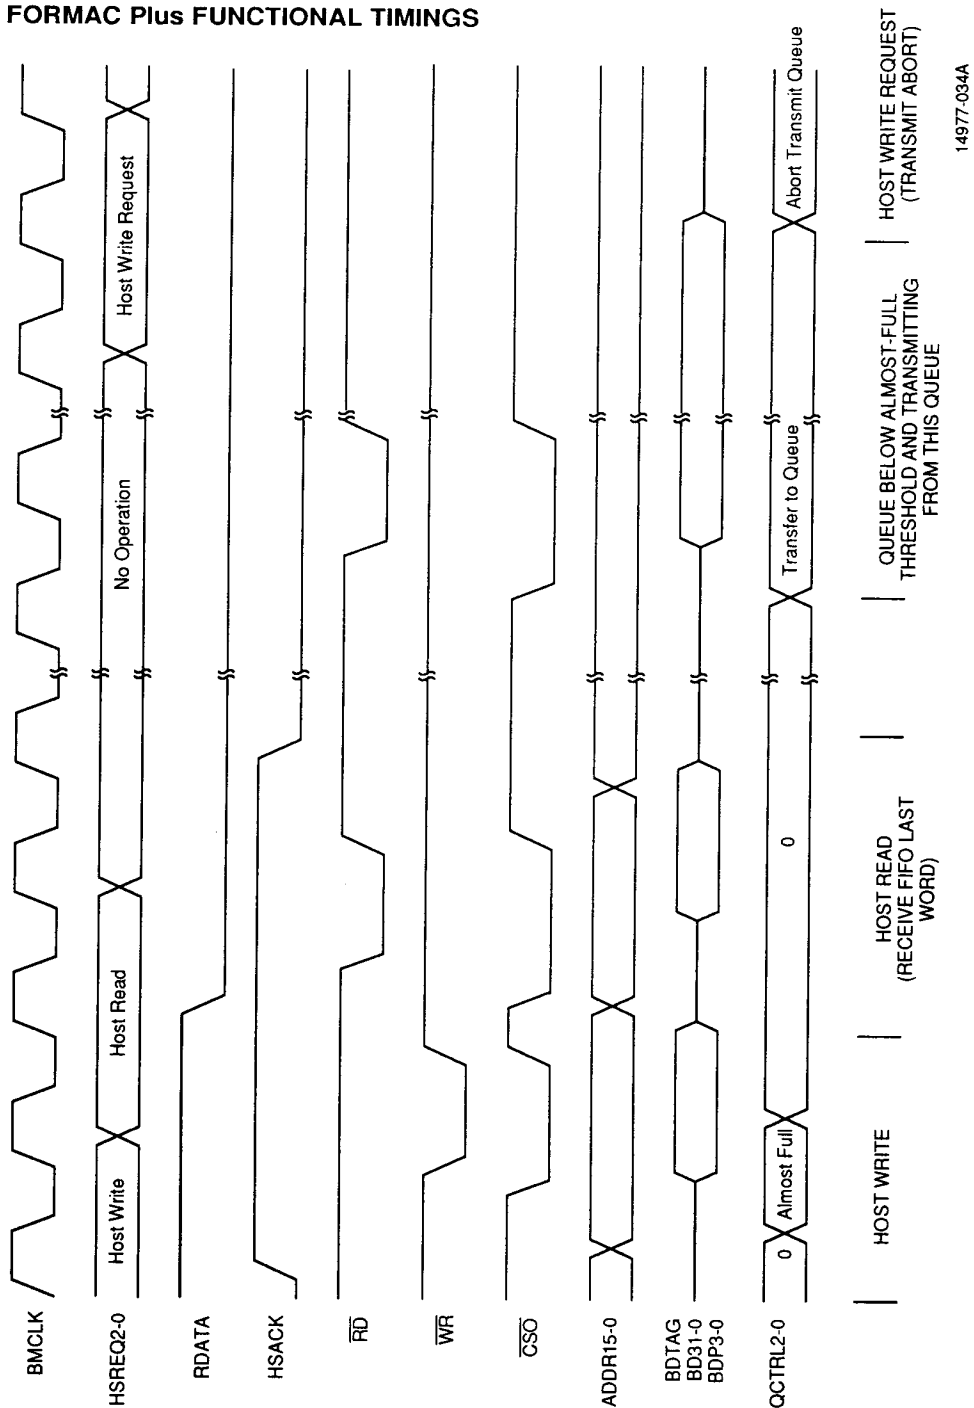 FORMAC Plus FUNCTIONAL TIMINGS
BMCLK
HSREQ2-0
Host Write
Host Read
No Operation
Host Write Request
RDATA
HSACK
RD
WR
CSO
ADDR15-0
BDTAG
BD31-0
BDP3-0
QCTRL2-0
0
Almost Full
0
Transfer to Queue
Abort Transmit Queue
HOST WRITE
HOST READ
(RECEIVE FIFO LAST
WORD)
QUEUE BELOW ALMOST-FULL
THRESHOLD AND TRANSMITTING
FROM THIS QUEUE
HOST WRITE REQUEST
(TRANSMIT ABORT)
14977-034A